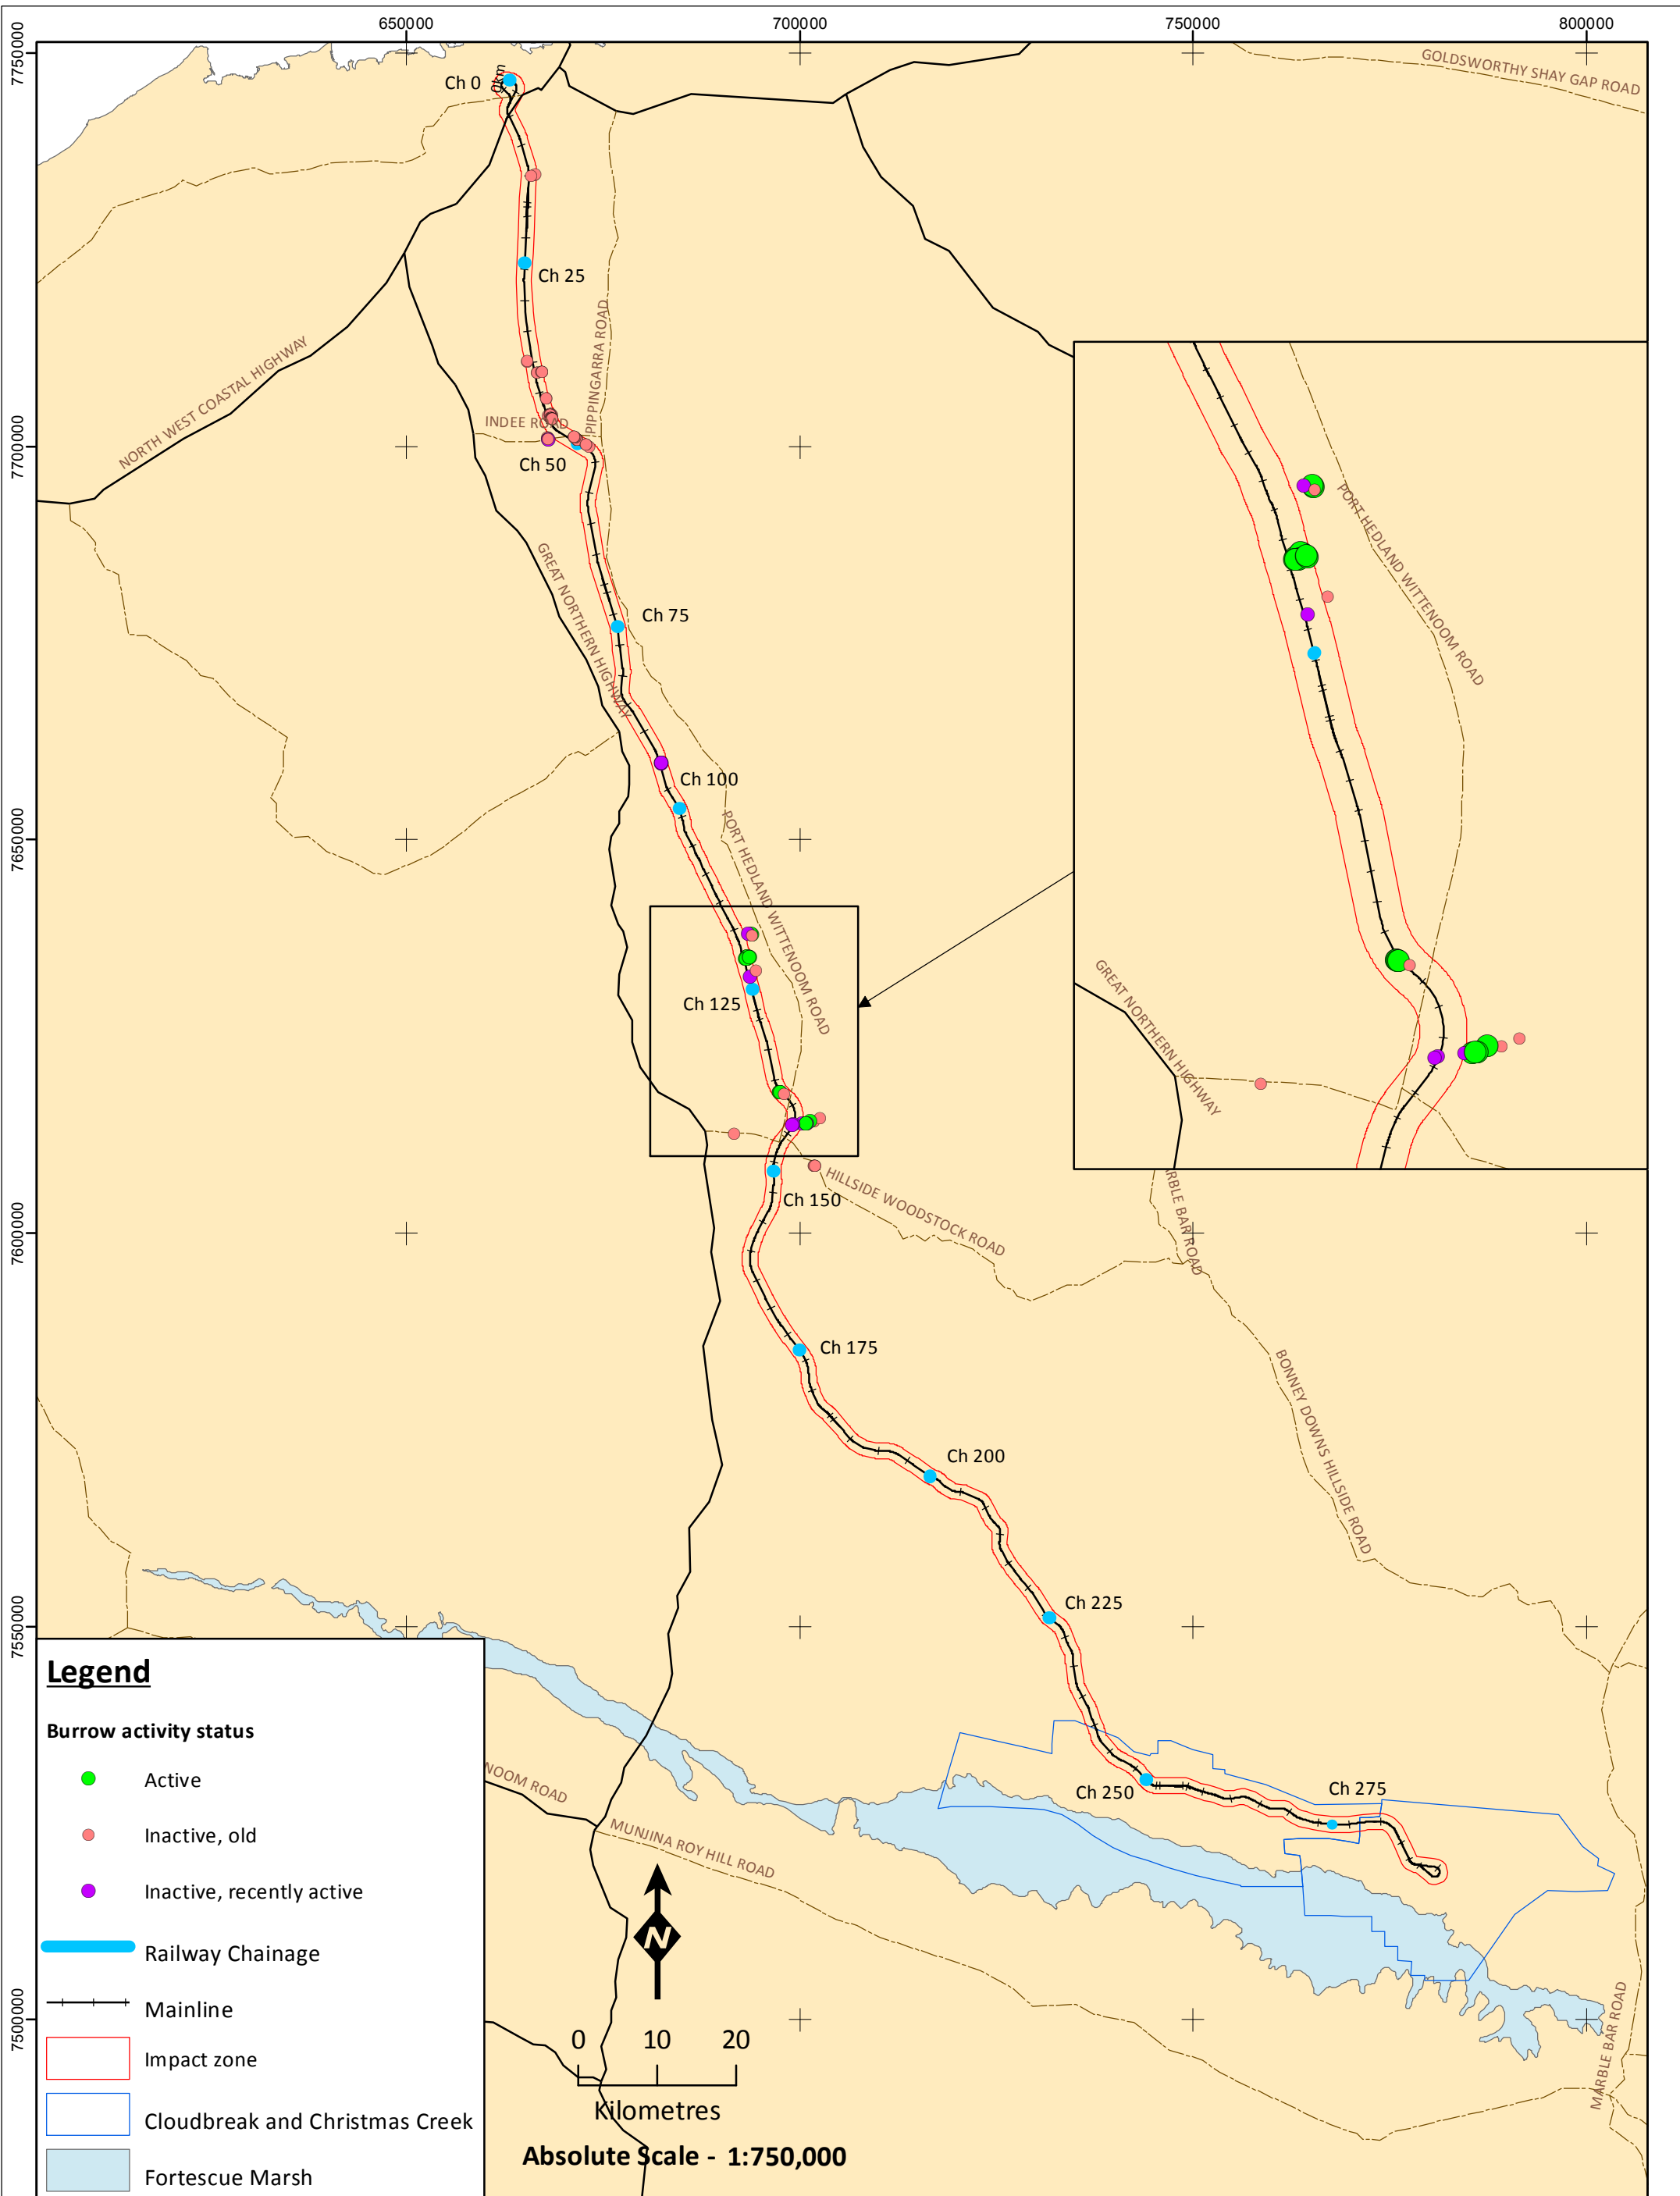 650000
700000
750000
800000
7750000
7700000
7650000
7600000
7550000
7500000
GOLDSWORTHY SHAY GAP ROAD
Ch 0
0km
Ch 25
NORTH WEST COASTAL HIGHWAY
PIPPINGARRA ROAD
INDEE ROAD
Ch 50
GREAT NORTHERN HIGHWAY
Ch 75
Ch 100
PORT HEDLAND WITTENOOM ROAD
Ch 125
PORT HEDLAND WITTENOOM ROAD
GREAT NORTHERN HIGHWAY
Ch 150
HILLSIDE WOODSTOCK ROAD
RBLE BAR ROAD
Ch 175
BONNEY DOWNS HILLSIDE ROAD
Ch 200
Ch 225
Ch 250
Ch 275
NOOM ROAD
MUNJINA ROY HILL ROAD
MARBLE BAR ROAD
Legend
Burrow activity status
Active
Inactive, old
Inactive, recently active
Railway Chainage
Mainline
Impact zone
Cloudbreak and Christmas Creek
Fortescue Marsh
N
0 10 20
Kilometres
Absolute Scale - 1:750,000